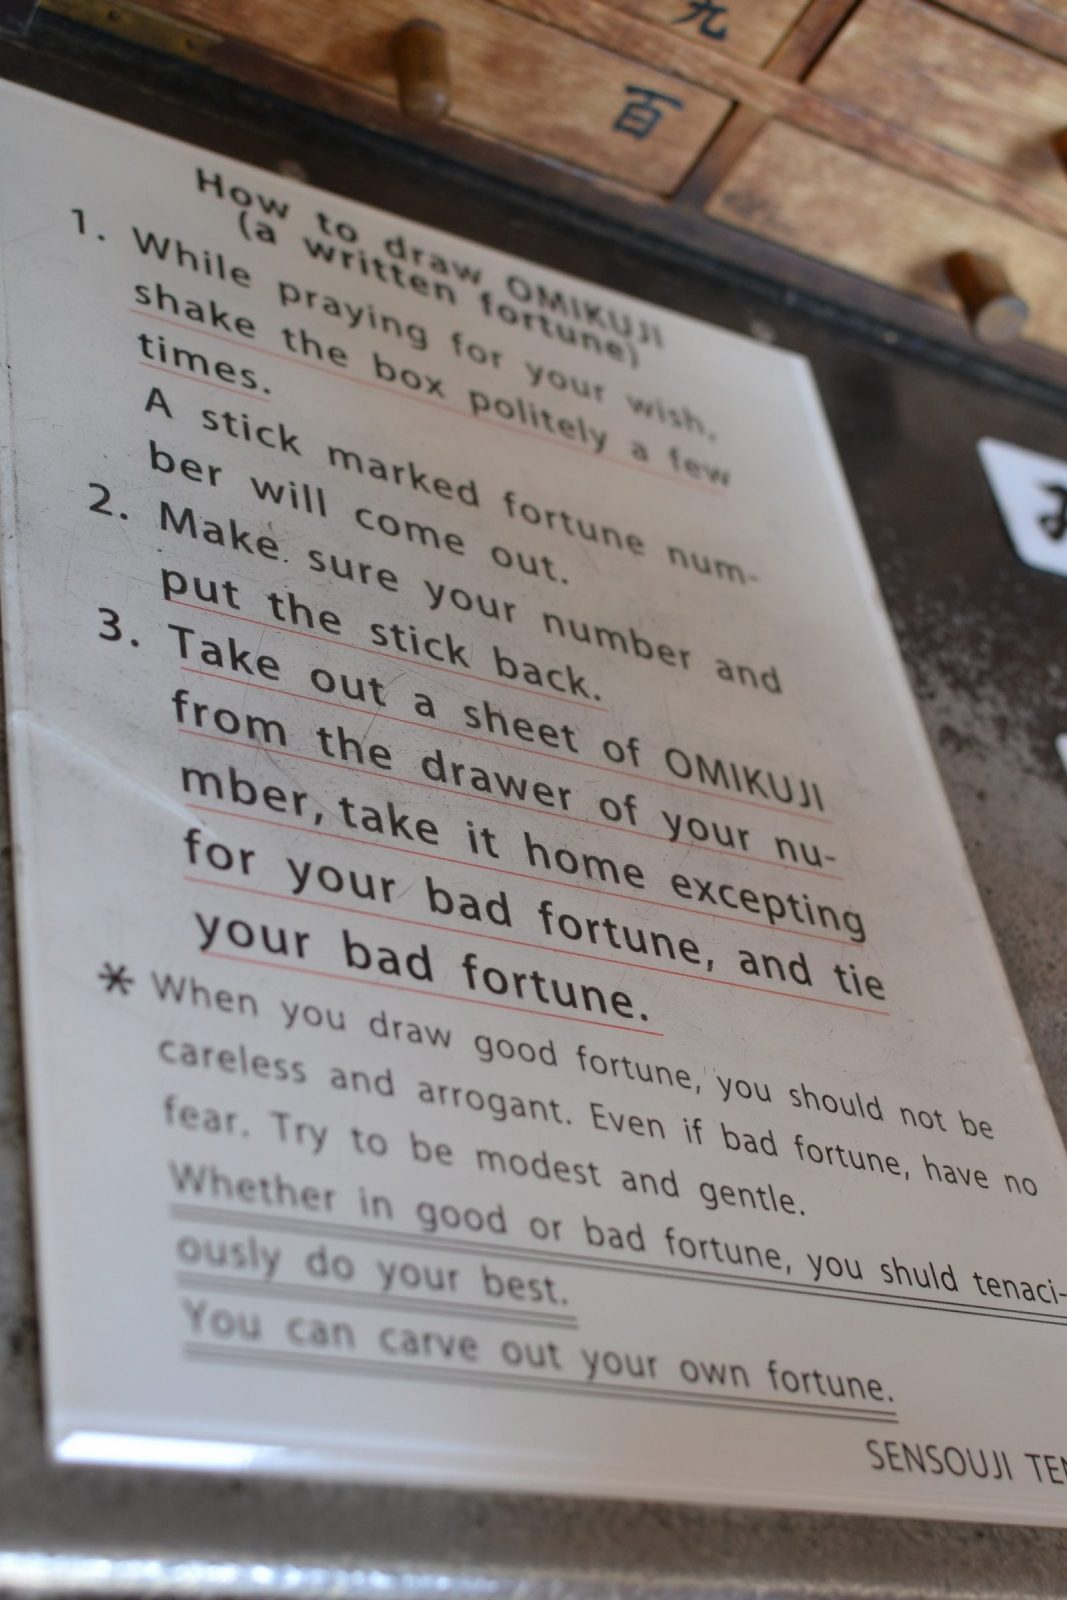 九
百
How to draw OMIKUJI
(a written fortune)
1. While praying for your wish,
shake the box politely a few
times.
A stick marked fortune num-
ber will come out.
2. Make sure your number and
put the stick back.
3. Take out a sheet of OMIKUJI
from the drawer of your nu-
mber, take it home excepting
for your bad fortune, and tie
your bad fortune.
* When you draw good fortune, you should not be
careless and arrogant. Even if bad fortune, have no
fear. Try to be modest and gentle.
Whether in good or bad fortune, you shuld tenaci-
ously do your best.
You can carve out your own fortune.
SENSOUJI